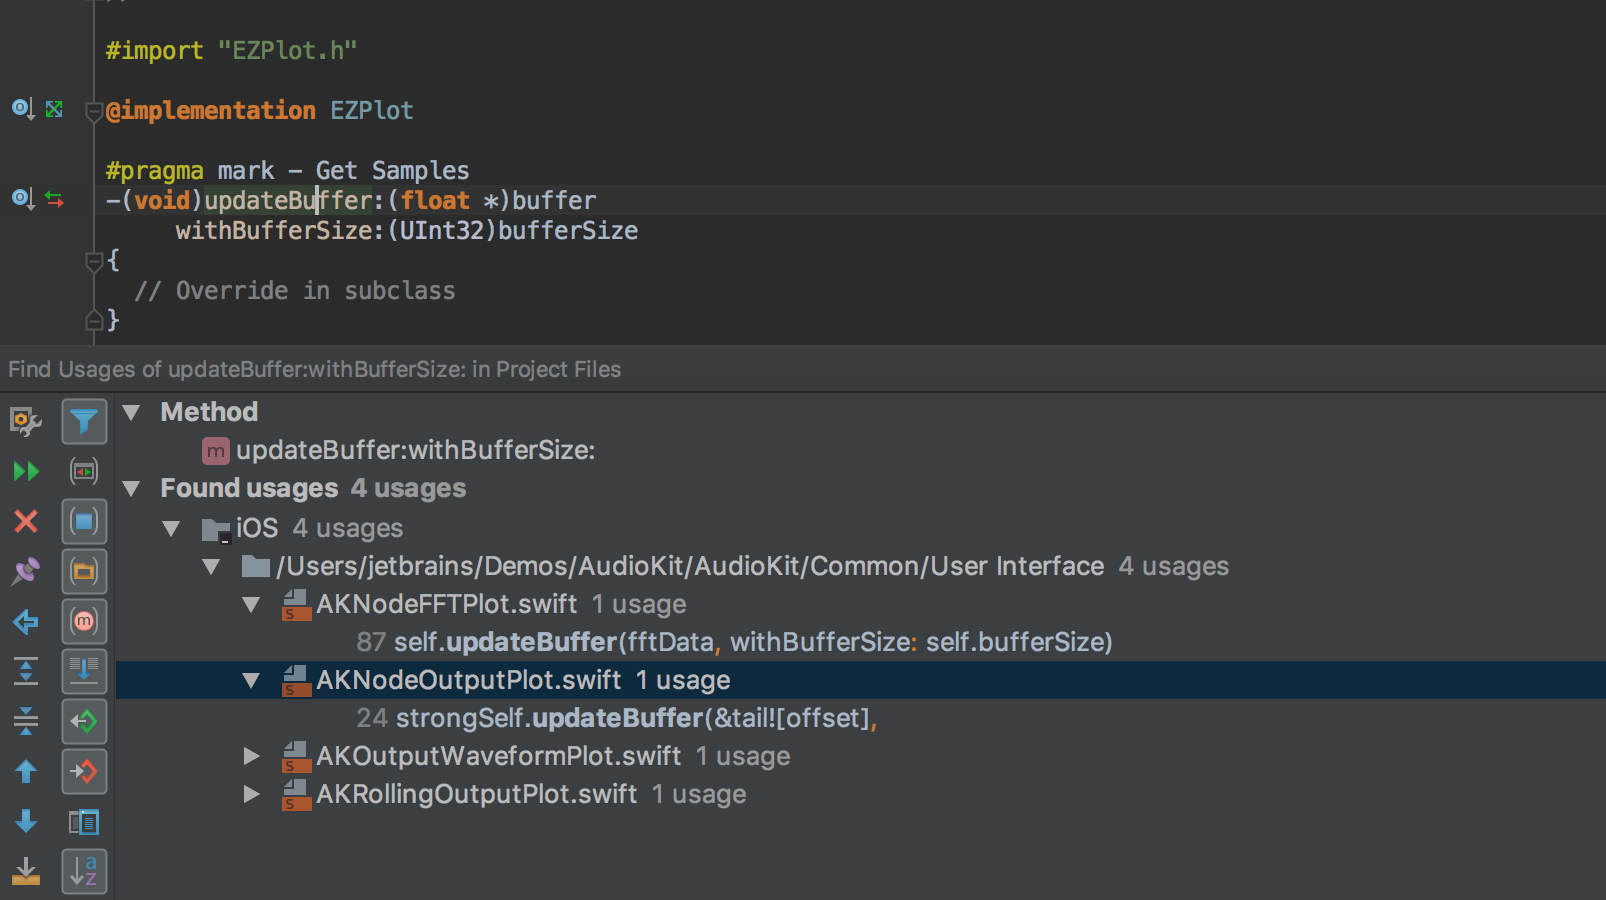 #import "EZPlot.h"
@implementation EZPlot
#pragma mark – Get Samples
–(void)updateBuffer:(float *)buffer
withBufferSize:(UInt32)bufferSize
{
// Override in subclass
}
Find Usages of updateBuffer:withBufferSize: in Project Files
Method
m updateBuffer:withBufferSize:
Found usages 4 usages
iOS 4 usages
/Users/jetbrains/Demos/AudioKit/AudioKit/Common/User Interface 4 usages
AKNodeFFTPlot.swift 1 usage
87 self.updateBuffer(fftData, withBufferSize: self.bufferSize)
AKNodeOutputPlot.swift 1 usage
24 strongSelf.updateBuffer(&tail![offset],
AKOutputWaveformPlot.swift 1 usage
AKRollingOutputPlot.swift 1 usage